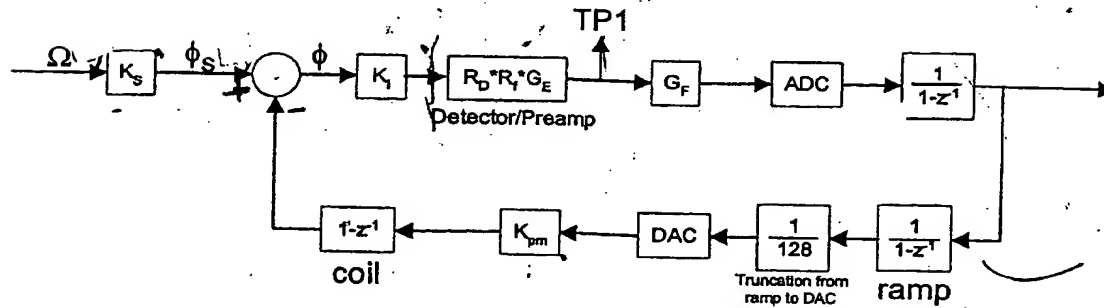 TP1
Ω K_S ϕ_S + ϕ K_I R_D*R_f*G_E G_F ADC 1/(1-z⁻¹)
-
Detector/Preamp
1-z⁻¹ K_pm DAC 1/128 1/(1-z⁻¹)
coil Truncation from ramp
ramp to DAC